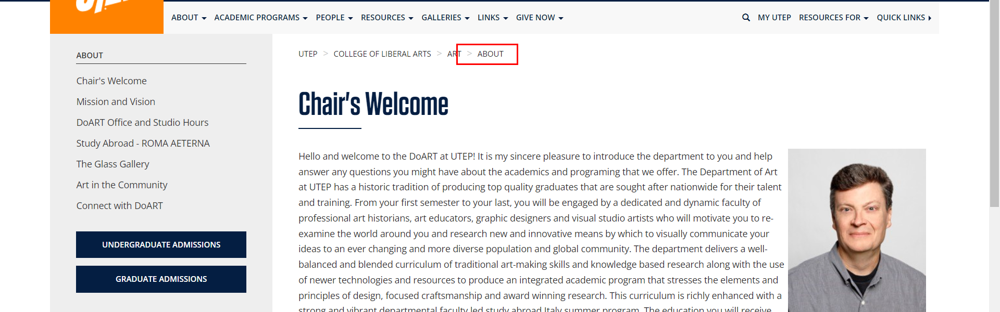 ABOUT ACADEMIC PROGRAMS PEOPLE RESOURCES GALLERIES LINKS GIVE NOW MY UTEP RESOURCES FOR QUICK LINKS
ABOUT
Chair's Welcome
Mission and Vision
DoART Office and Studio Hours
Study Abroad - ROMA AETERNA
The Glass Gallery
Art in the Community
Connect with DoART
UNDERGRADUATE ADMISSIONS
GRADUATE ADMISSIONS
UTEP > COLLEGE OF LIBERAL ARTS > ART > ABOUT
Chair's Welcome
Hello and welcome to the DoART at UTEP! It is my sincere pleasure to introduce the department to you and help
answer any questions you might have about the academics and programing that we offer. The Department of Art
at UTEP has a historic tradition of producing top quality graduates that are sought after nationwide for their talent
and training. From your first semester to your last, you will be engaged by a dedicated and dynamic faculty of
professional art historians, art educators, graphic designers and visual studio artists who will motivate you to re-
examine the world around you and research new and innovative means by which to visually communicate your
ideas to an ever changing and more diverse population and global community. The department delivers a well-
balanced and blended curriculum of traditional art-making skills and knowledge based research along with the use
of newer technologies and resources to produce an integrated academic program that stresses the elements and
principles of design, focused craftsmanship and award winning research. This curriculum is richly enhanced with a
strong and vibrant departmental faculty led study abroad Italy summer program. The education you will receive